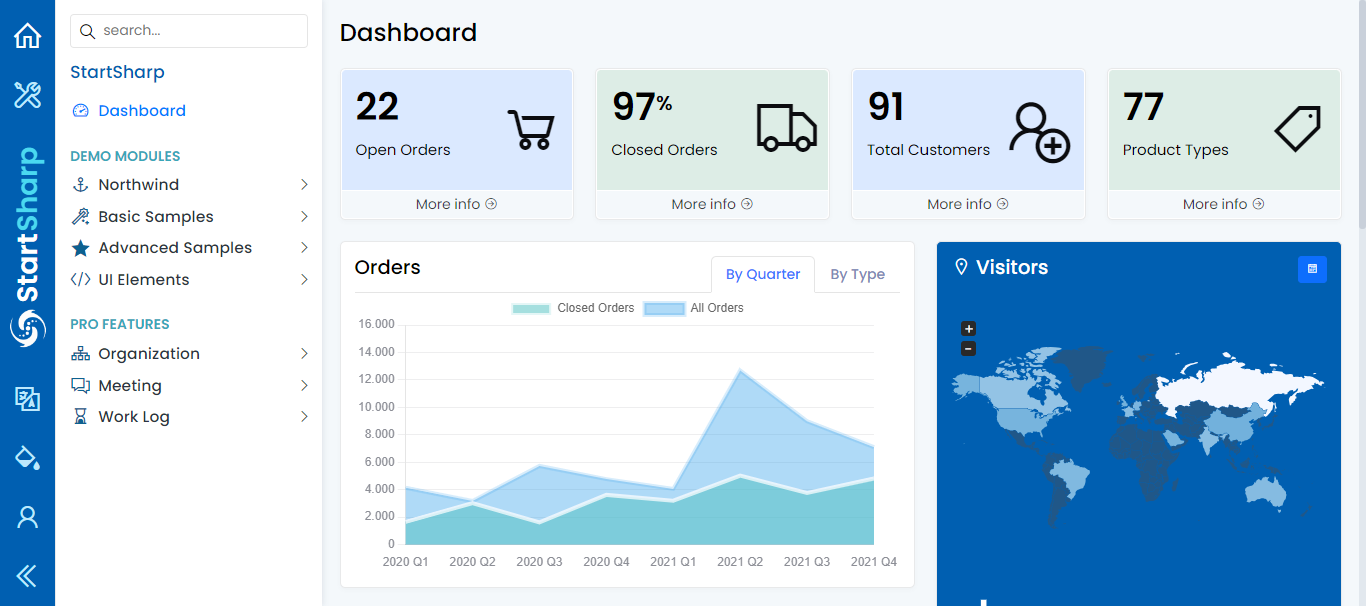 search...
StartSharp
Dashboard
DEMO MODULES
Northwind
Basic Samples
Advanced Samples
UI Elements
PRO FEATURES
Organization
Meeting
Work Log
StartSharp
Dashboard
22
Open Orders
More info
97%
Closed Orders
More info
91
Total Customers
More info
77
Product Types
More info
Orders
By Quarter
By Type
Closed Orders
All Orders
16.000
14.000
12.000
10.000
8.000
6.000
4.000
2.000
0
2020 Q1
2020 Q2
2020 Q3
2020 Q4
2021 Q1
2021 Q2
2021 Q3
2021 Q4
Visitors
+
-